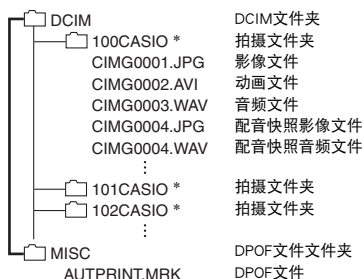 DCIM DCIM文件夹
100CASIO * 拍摄文件夹
CIMG0001.JPG 影像文件
CIMG0002.AVI 动画文件
CIMG0003.WAV 音频文件
CIMG0004.JPG 配音快照影像文件
CIMG0004.WAV 配音快照音频文件
⋮
101CASIO * 拍摄文件夹
102CASIO * 拍摄文件夹
⋮
MISC DPOF文件文件夹
AUTPRINT.MRK DPOF文件